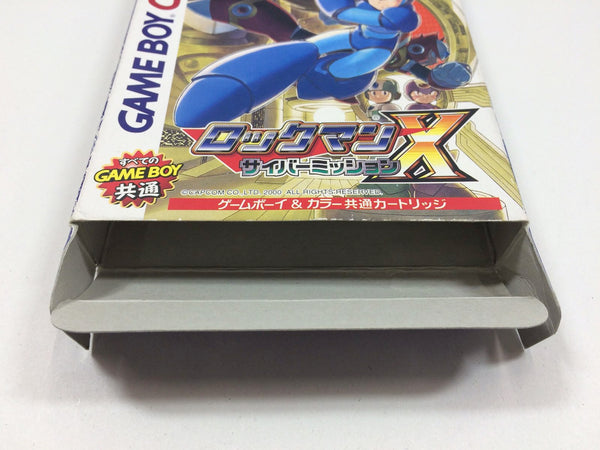 GAME BOY C
ロックマンX
サイバーミッション
すべての
GAME BOY
共通
©CAPCOM CO., LTD. 2000 ALL RIGHTS RESERVED.
ゲームボーイ & カラー共通カートリッジ